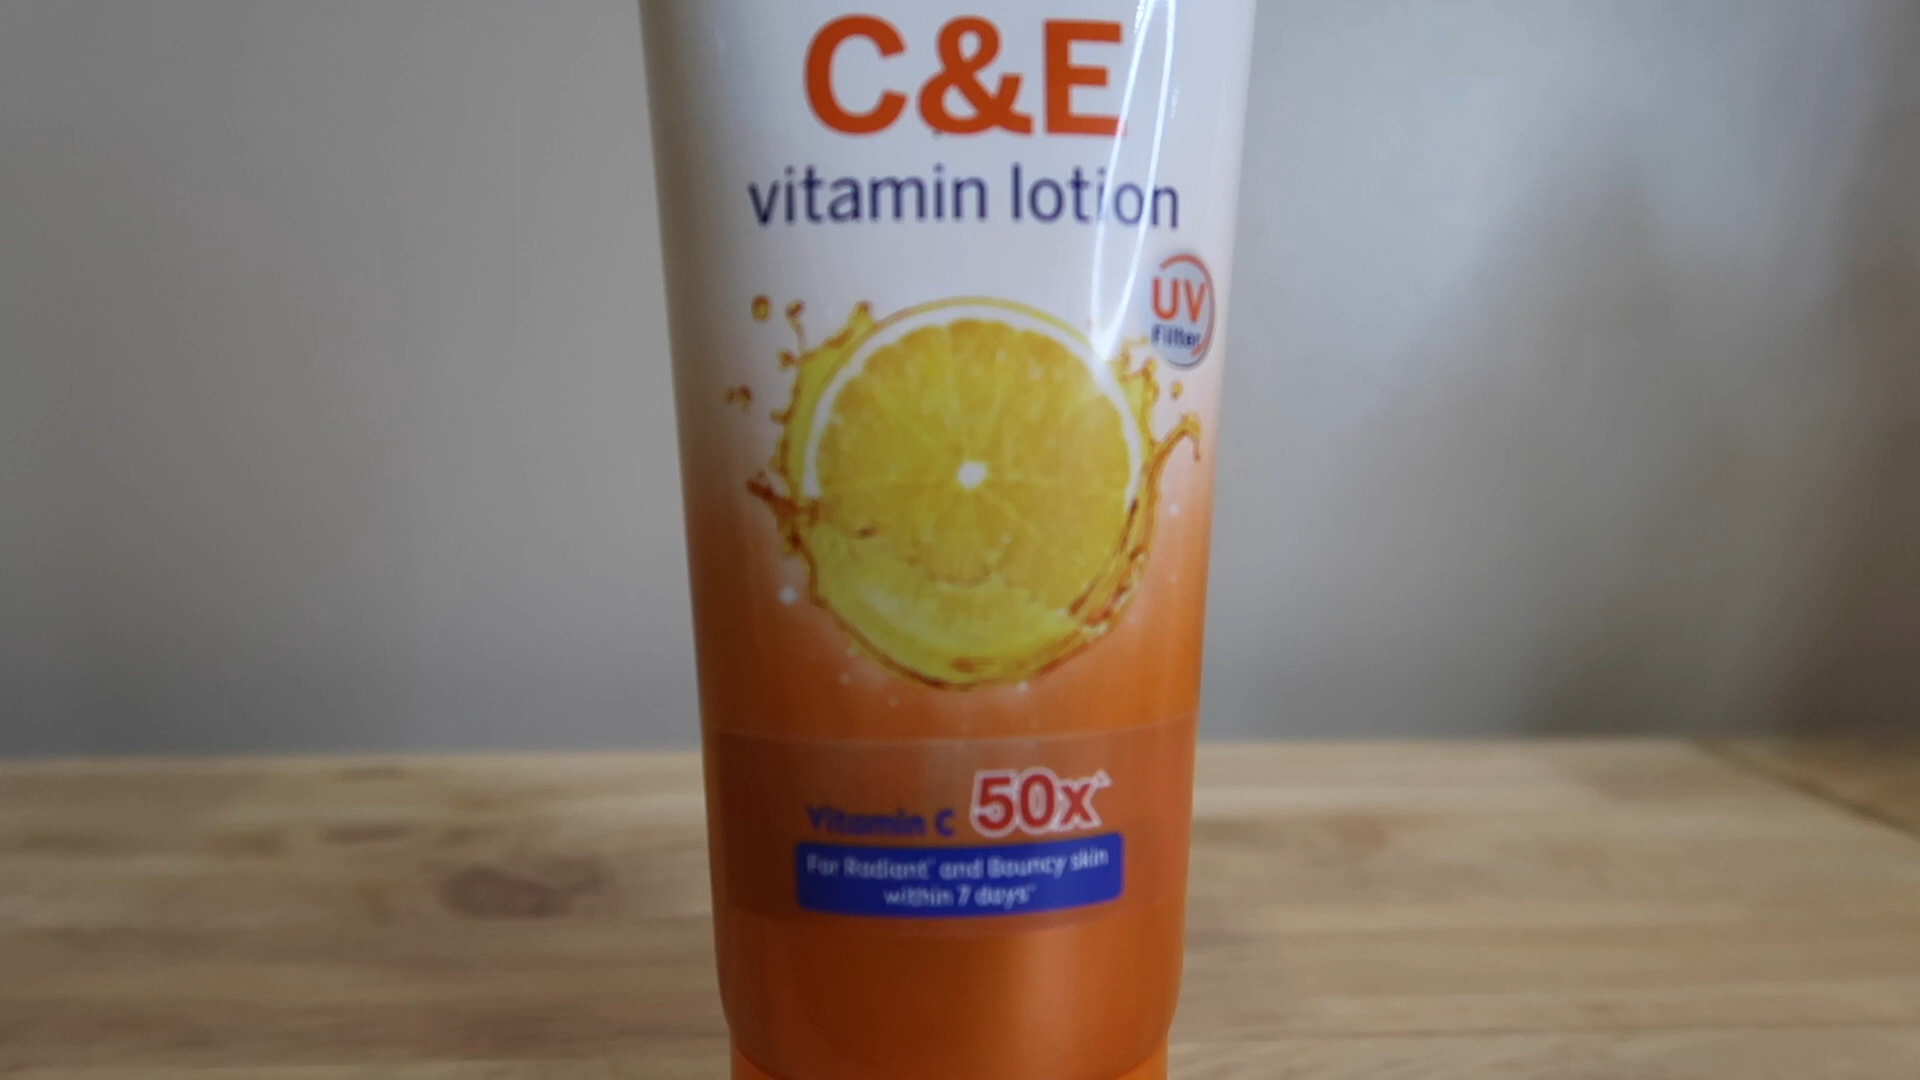 C&E
vitamin lotion
UV
Filter
Vitamin C 50x^
For Radiant* and Bouncy skin
within 7 days*